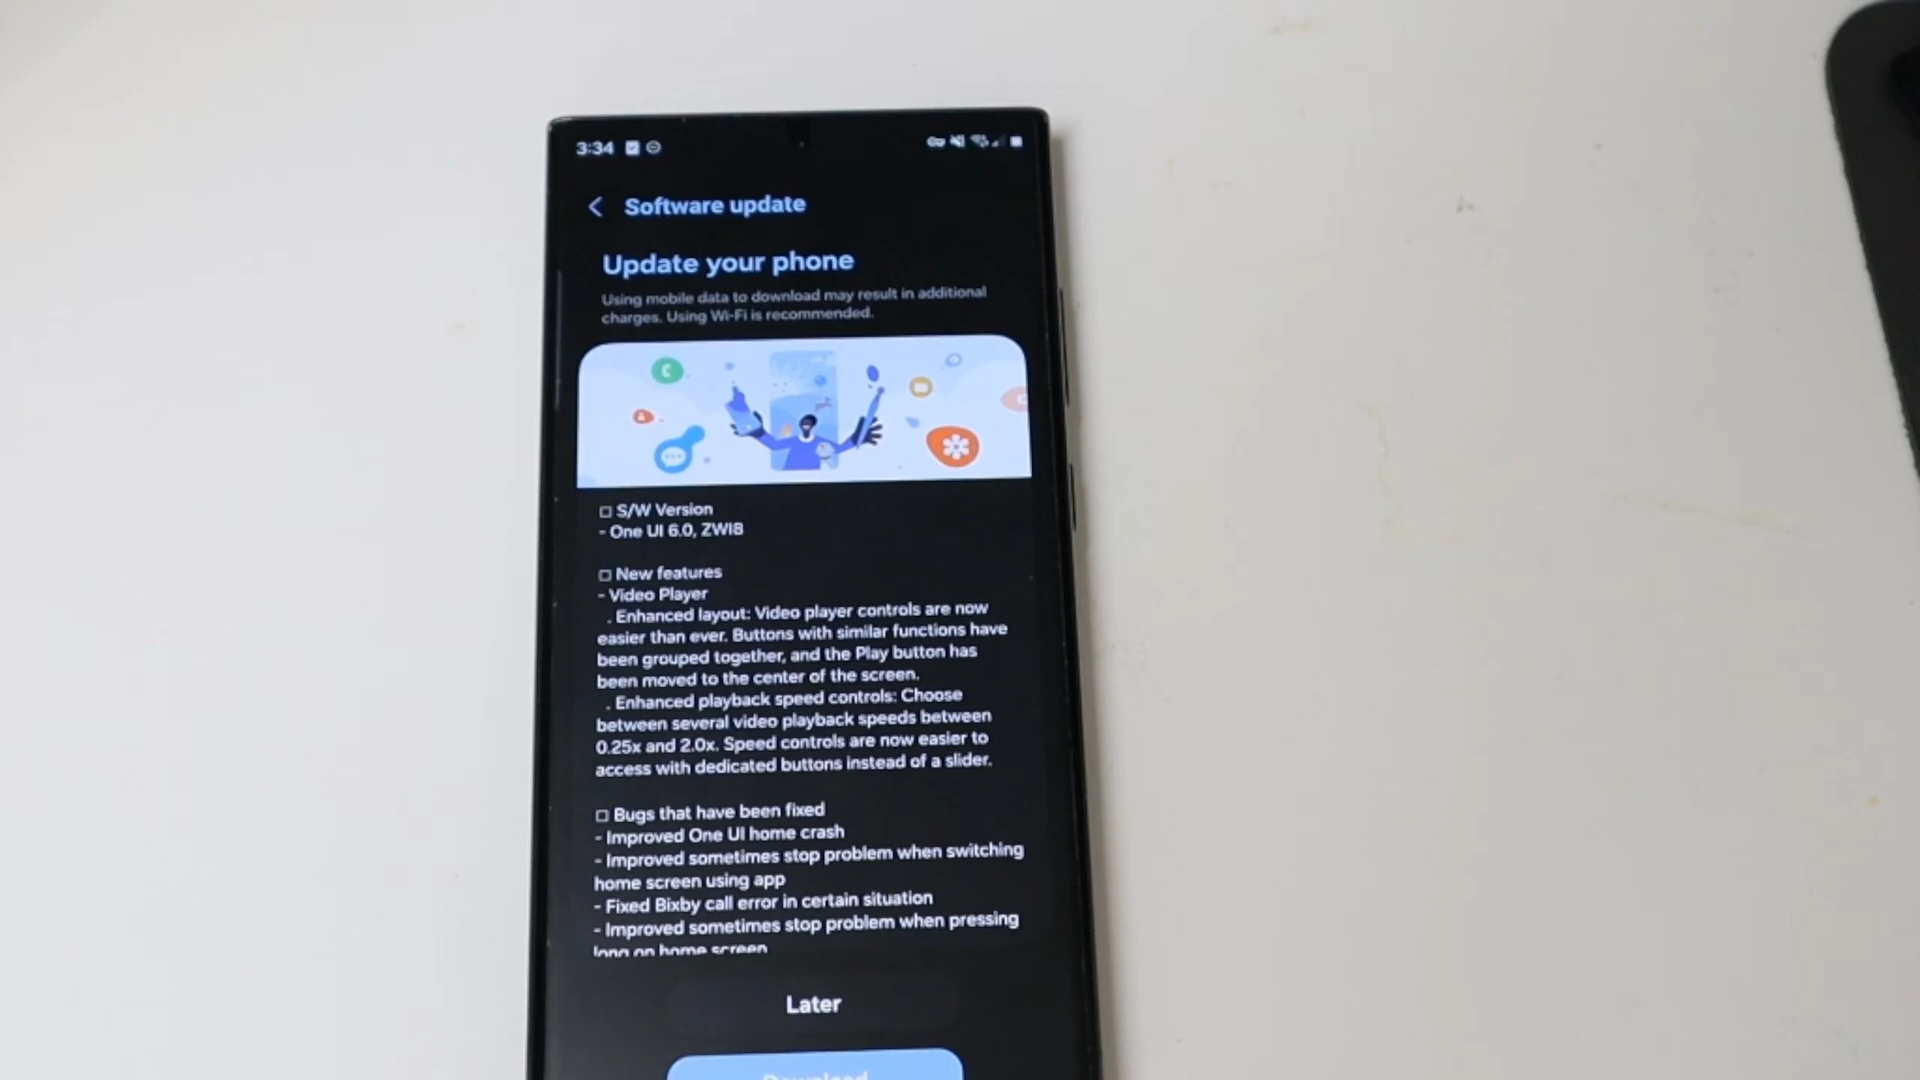 3:34
Software update
Update your phone
Using mobile data to download may result in additional
charges. Using Wi-Fi is recommended.
□ S/W Version
- One UI 6.0, ZWIB
□ New features
- Video Player
. Enhanced layout: Video player controls are now
easier than ever. Buttons with similar functions have
been grouped together, and the Play button has
been moved to the center of the screen.
. Enhanced playback speed controls: Choose
between several video playback speeds between
0.25x and 2.0x. Speed controls are now easier to
access with dedicated buttons instead of a slider.
□ Bugs that have been fixed
- Improved One UI home crash
- Improved sometimes stop problem when switching
home screen using app
- Fixed Bixby call error in certain situation
- Improved sometimes stop problem when pressing
long on home screen
Later
Download